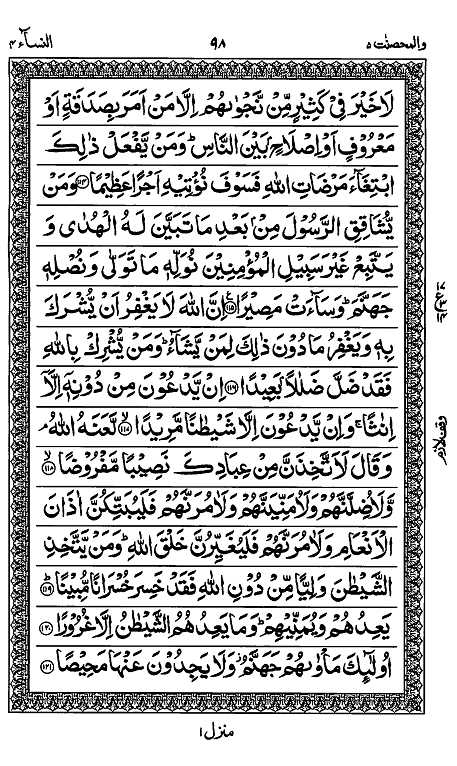 والمحصنت ٥ ٩٨ النسآء ٤
لَا خَيْرَ فِىْ كَثِيْرٍ مِّنْ نَّجْوٰىهُمْ اِلَّا مَنْ اَمَرَ بِصَدَقَةٍ اَوْ
مَعْرُوْفٍ اَوْ اِصْلَاحٍۭ بَيْنَ النَّاسِؕ وَمَنْ يَّفْعَلْ ذٰلِكَ
ابْتِغَآءَ مَرْضَاتِ اللّٰهِ فَسَوْفَ نُؤْتِيْهِ اَجْرًا عَظِيْمًا ﴿۱۱۴﴾ وَمَنْ
يُّشَاقِقِ الرَّسُوْلَ مِنْۢ بَعْدِ مَا تَبَيَّنَ لَهُ الْهُدٰى وَ
يَتَّبِعْ غَيْرَ سَبِيْلِ الْمُؤْمِنِيْنَ نُوَلِّهٖ مَا تَوَلّٰى وَنُصْلِهٖ
جَهَنَّمَؕ وَسَآءَتْ مَصِيْرًا ﴿۱۱۵﴾ اِنَّ اللّٰهَ لَا يَغْفِرُ اَنْ يُّشْرَكَ
بِهٖ وَيَغْفِرُ مَا دُوْنَ ذٰلِكَ لِمَنْ يَّشَآءُؕ وَمَنْ يُّشْرِكْ بِاللّٰهِ
فَقَدْ ضَلَّ ضَلٰلًاۢ بَعِيْدًا ﴿۱۱۶﴾ اِنْ يَّدْعُوْنَ مِنْ دُوْنِهٖۤ اِلَّاۤ
اِنٰثًاۚ وَاِنْ يَّدْعُوْنَ اِلَّا شَيْطٰنًا مَّرِيْدًا ﴿۱۱۷﴾ لَّعَنَهُ اللّٰهُۘ
وَقَالَ لَاَتَّخِذَنَّ مِنْ عِبَادِكَ نَصِيْبًا مَّفْرُوْضًا ﴿۱۱۸﴾
وَّلَاُضِلَّنَّهُمْ وَلَاُمَنِّيَنَّهُمْ وَلَاٰمُرَنَّهُمْ فَلَيُبَتِّكُنَّ اٰذَانَ
الْاَنْعَامِ وَلَاٰمُرَنَّهُمْ فَلَيُغَيِّرُنَّ خَلْقَ اللّٰهِؕ وَمَنْ يَّتَّخِذِ
الشَّيْطٰنَ وَلِيًّا مِّنْ دُوْنِ اللّٰهِ فَقَدْ خَسِرَ خُسْرَانًا مُّبِيْنًا ﴿۱۱۹﴾
يَعِدُهُمْ وَيُمَنِّيْهِمْؕ وَمَا يَعِدُهُمُ الشَّيْطٰنُ اِلَّا غُرُوْرًا ﴿۱۲۰﴾
اُولٰٓئِكَ مَاْوٰىهُمْ جَهَنَّمُؗ وَلَا يَجِدُوْنَ عَنْهَا مَحِيْصًا ﴿۱۲۱﴾
وقف لازم
منزل ١